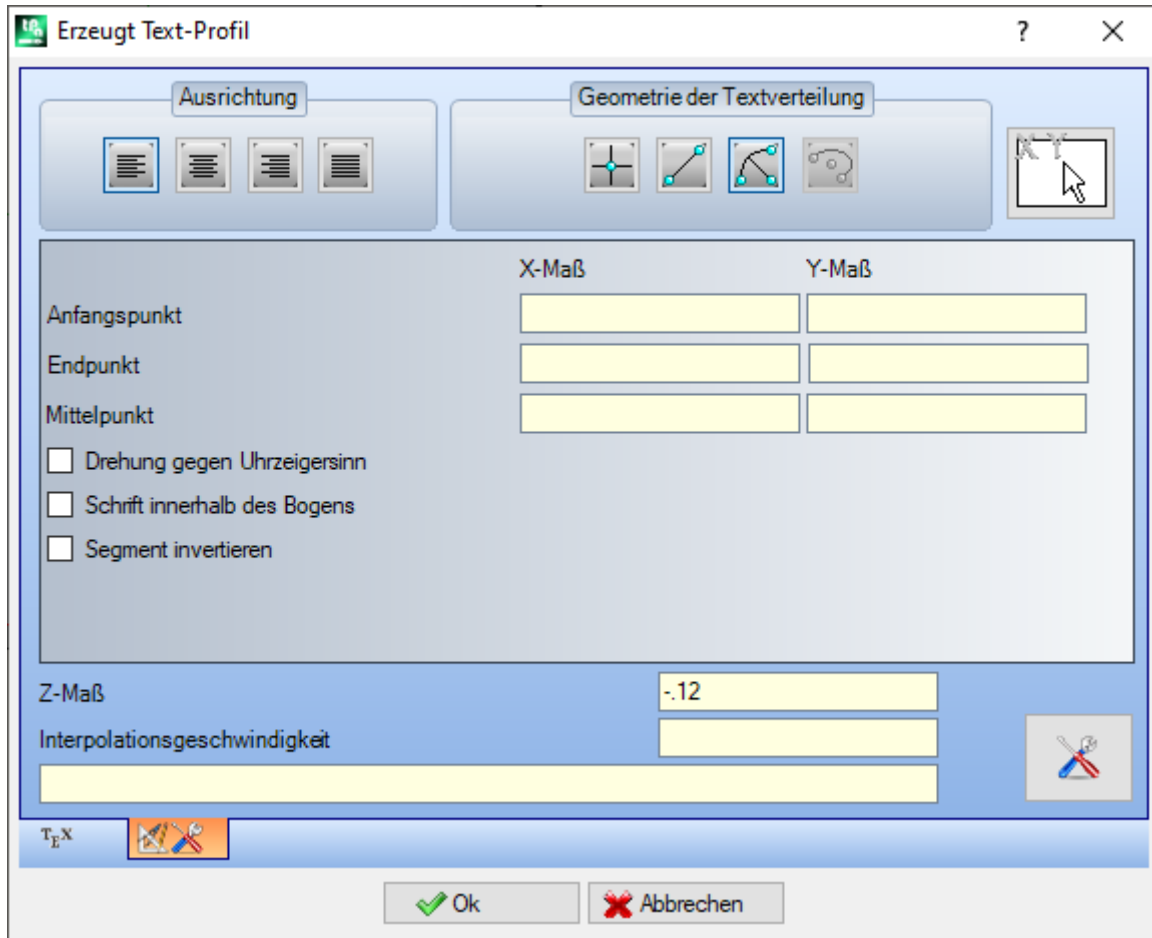 Erzeugt Text-Profil
?
Ausrichtung
Geometrie der Textverteilung
X Y
X-Maß Y-Maß
Anfangspunkt
Endpunkt
Mittelpunkt
Drehung gegen Uhrzeigersinn
Schrift innerhalb des Bogens
Segment invertieren
Z-Maß -.12
Interpolationsgeschwindigkeit
TEX
Ok Abbrechen